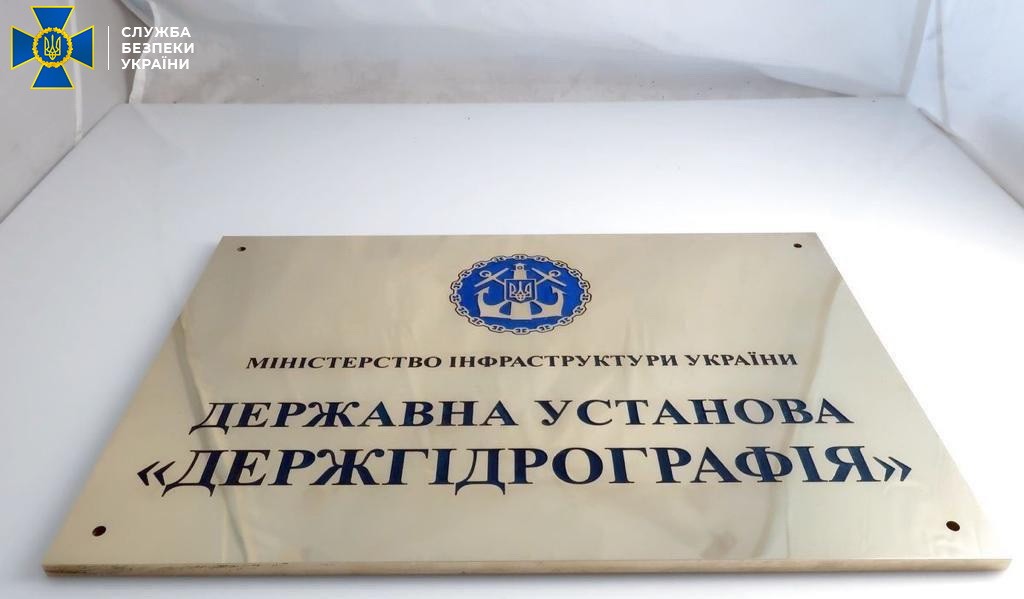 СЛУЖБА
БЕЗПЕКИ
УКРАЇНИ
МІНІСТЕРСТВО ІНФРАСТРУКТУРИ УКРАЇНИ
ДЕРЖАВНА УСТАНОВА
«ДЕРЖГІДРОГРАФІЯ»